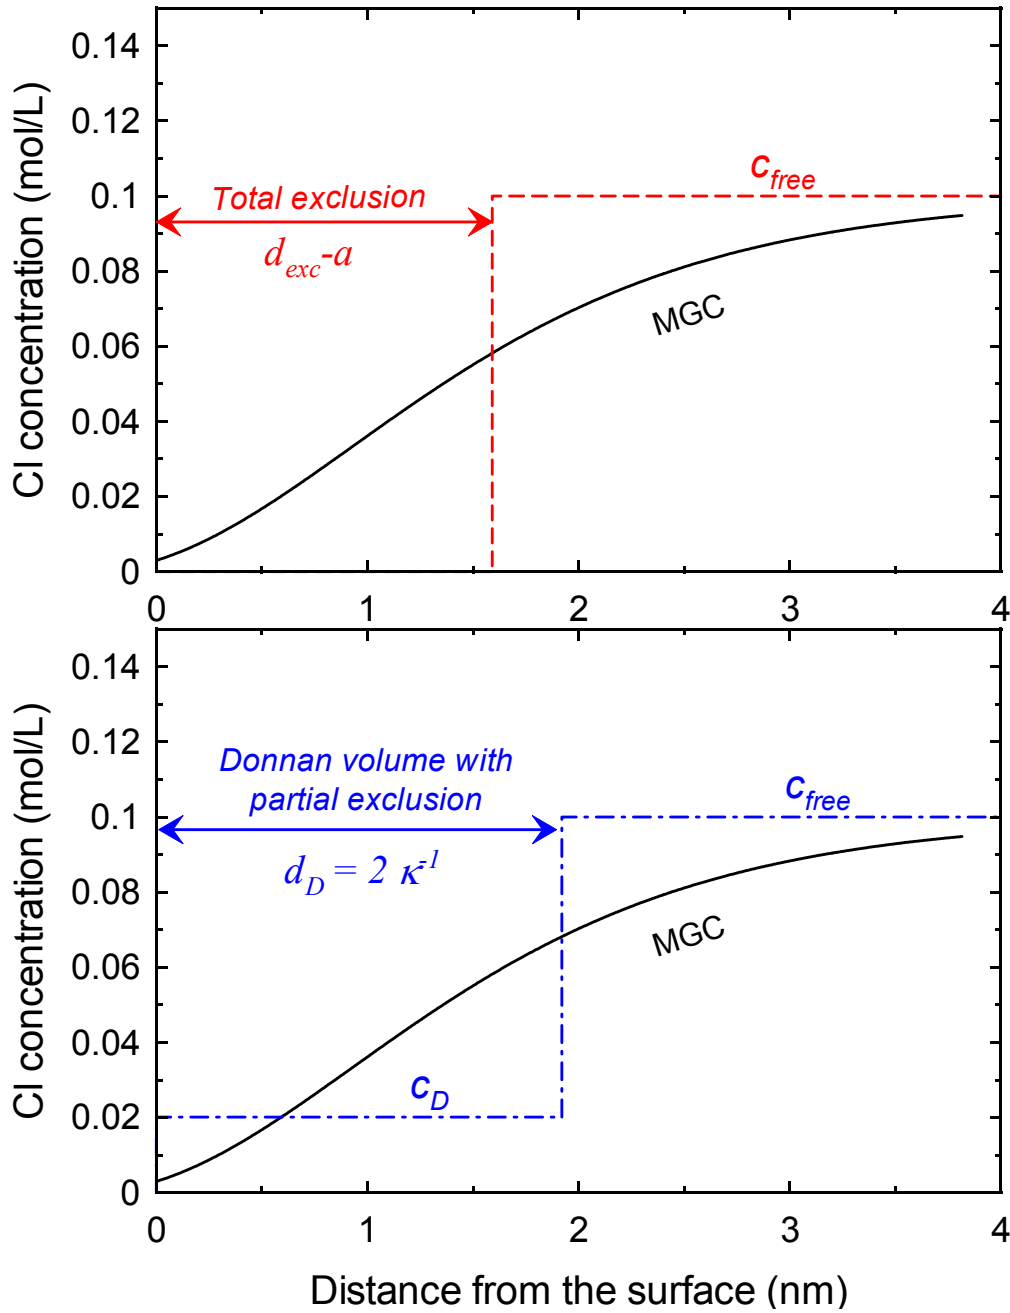 Cl concentration (mol/L)
0.14
0.12
0.1
0.08
0.06
0.04
0.02
0
Total exclusion
d_exc-a
c_free
MGC
0 1 2 3 4
Cl concentration (mol/L)
0.14
0.12
0.1
0.08
0.06
0.04
0.02
0
Donnan volume with
partial exclusion
d_D = 2 κ^-1
c_free
MGC
c_D
0 1 2 3 4
Distance from the surface (nm)